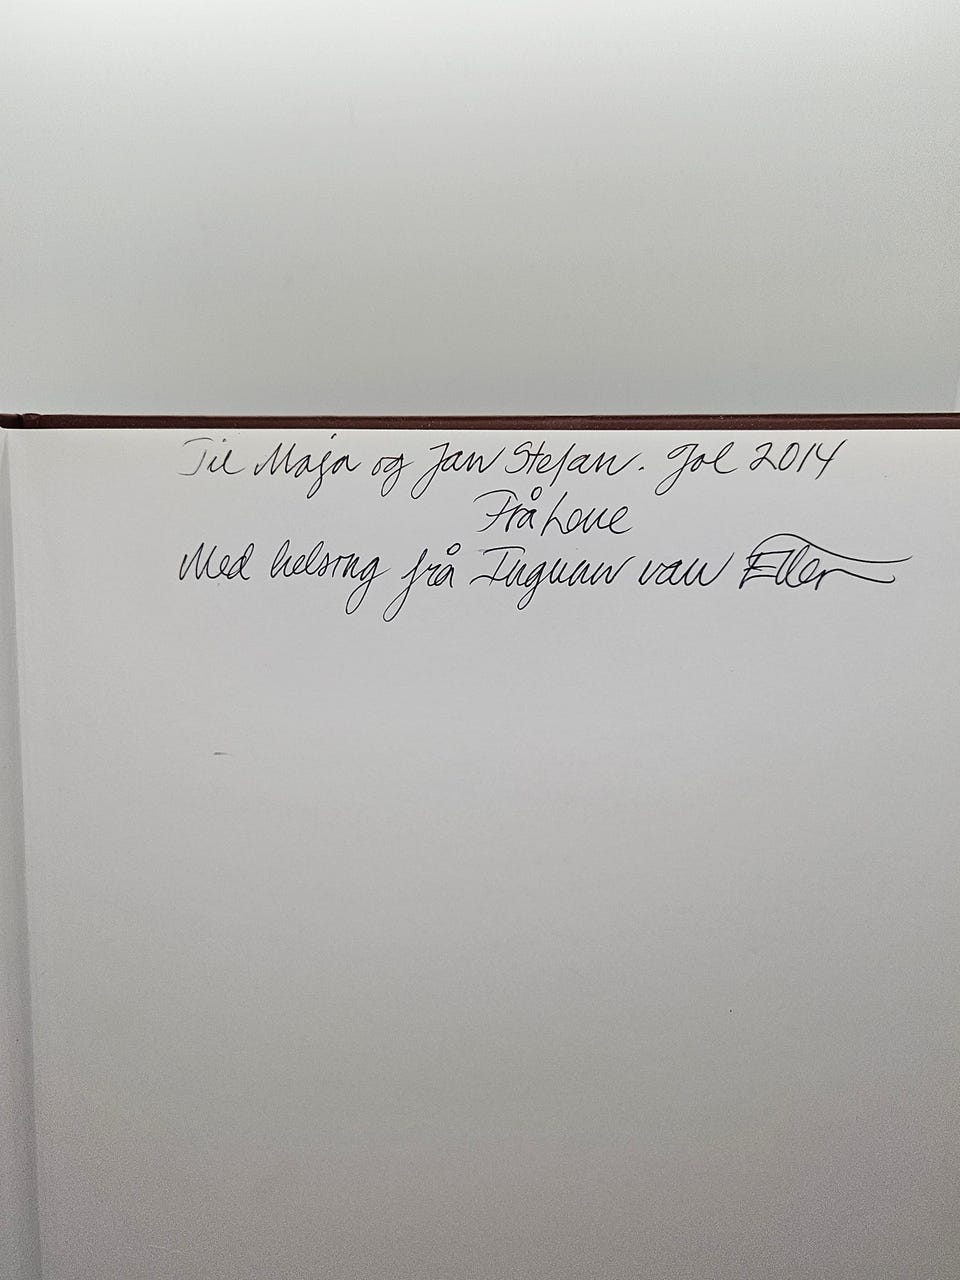 Til Maja og Jan Stefan. Jol 2014
Frå Lone
Med helsing frå Ingunn van Etten